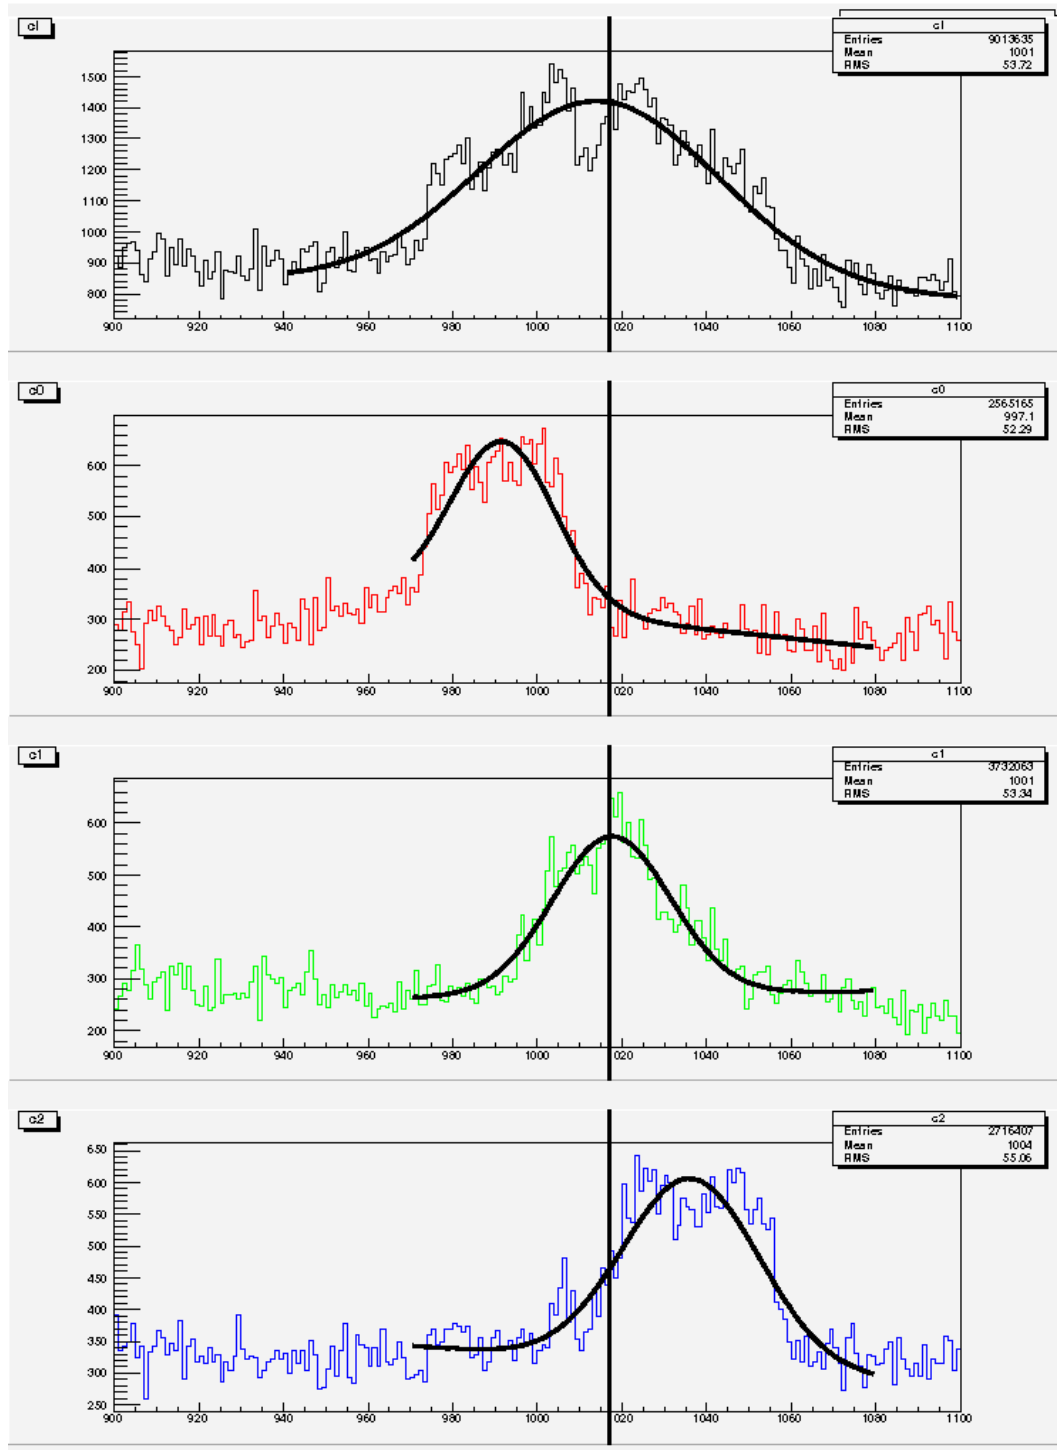 cl
cl
Entries 9013635
Mean 1001
RMS 53.72
1500
1400
1300
1200
1100
1000
900
800
900 920 940 960 980 1000 020 1040 1060 1080 1100
c0
c0
Entries 2565165
Mean 997.1
RMS 52.29
600
500
400
300
200
900 920 940 960 980 1000 020 1040 1060 1080 1100
c1
c1
Entries 3732063
Mean 1001
RMS 53.34
600
500
400
300
200
900 920 940 960 980 1000 020 1040 1060 1080 1100
c2
c2
Entries 2716407
Mean 1004
RMS 55.06
650
600
550
500
450
400
350
300
250
900 920 940 960 980 1000 020 1040 1060 1080 1100